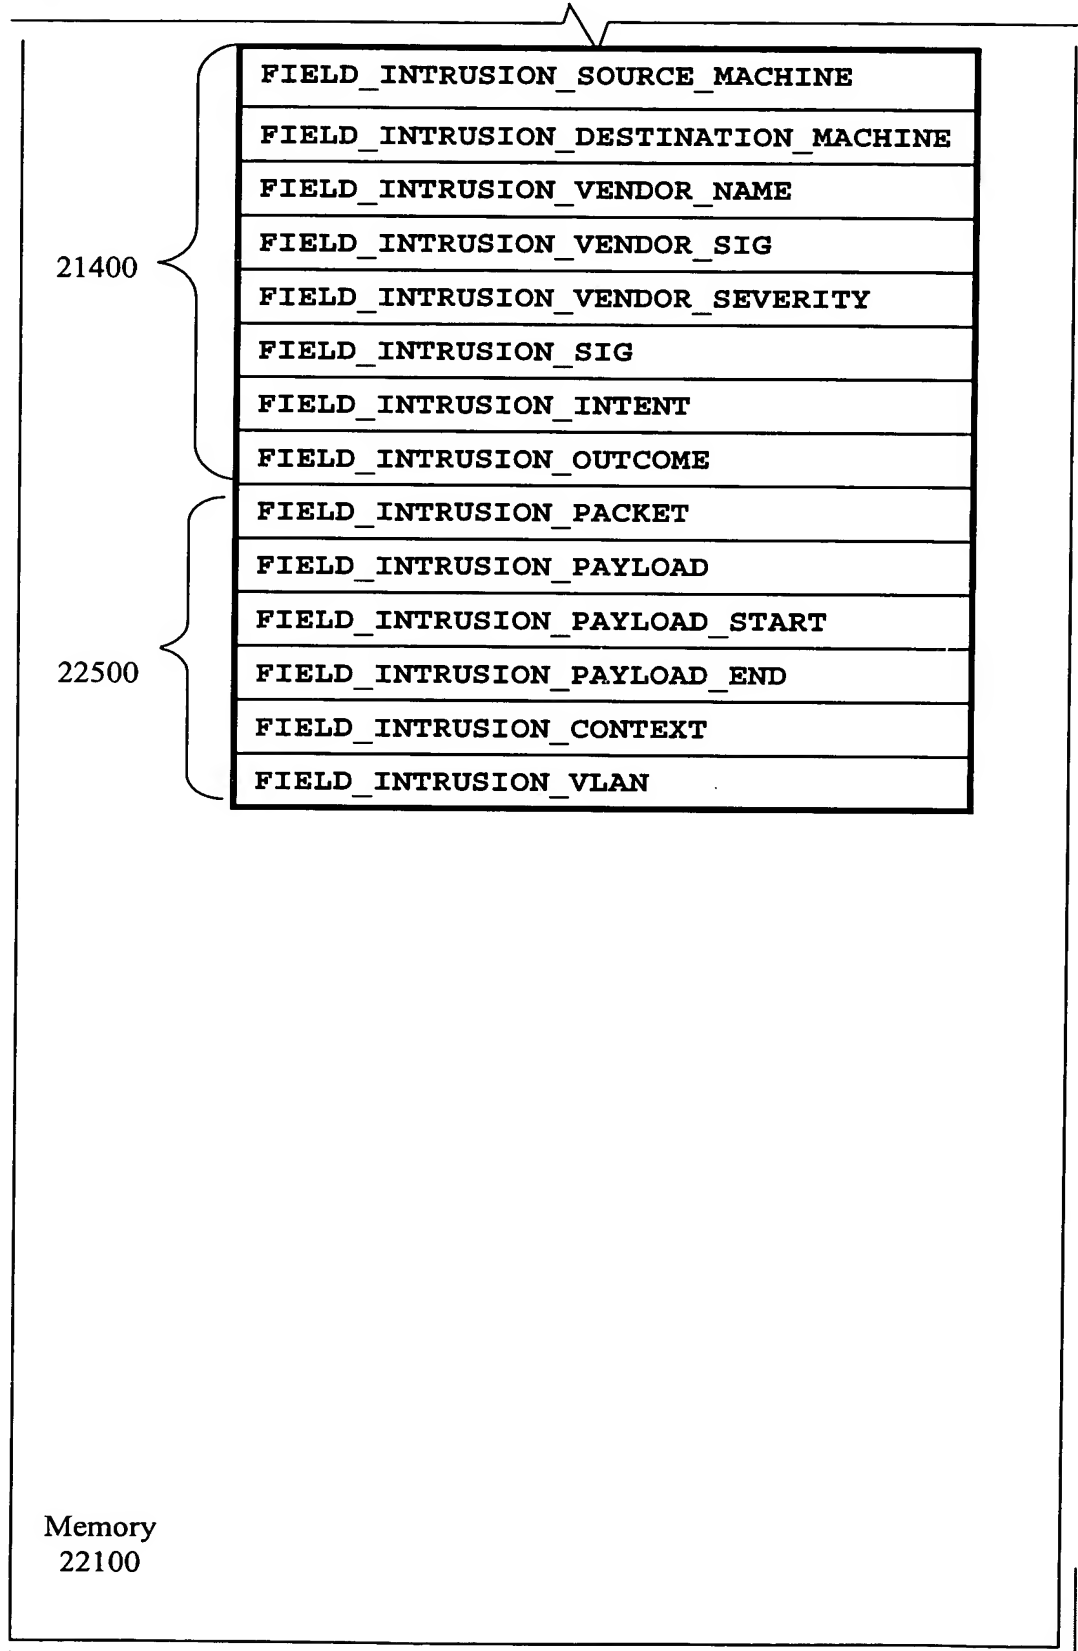 FIELD_INTRUSION_SOURCE_MACHINE
FIELD_INTRUSION_DESTINATION_MACHINE
FIELD_INTRUSION_VENDOR_NAME
FIELD_INTRUSION_VENDOR_SIG
21400
FIELD_INTRUSION_VENDOR_SEVERITY
FIELD_INTRUSION_SIG
FIELD_INTRUSION_INTENT
FIELD_INTRUSION_OUTCOME
FIELD_INTRUSION_PACKET
FIELD_INTRUSION_PAYLOAD
FIELD_INTRUSION_PAYLOAD_START
22500
FIELD_INTRUSION_PAYLOAD_END
FIELD_INTRUSION_CONTEXT
FIELD_INTRUSION_VLAN
Memory
22100